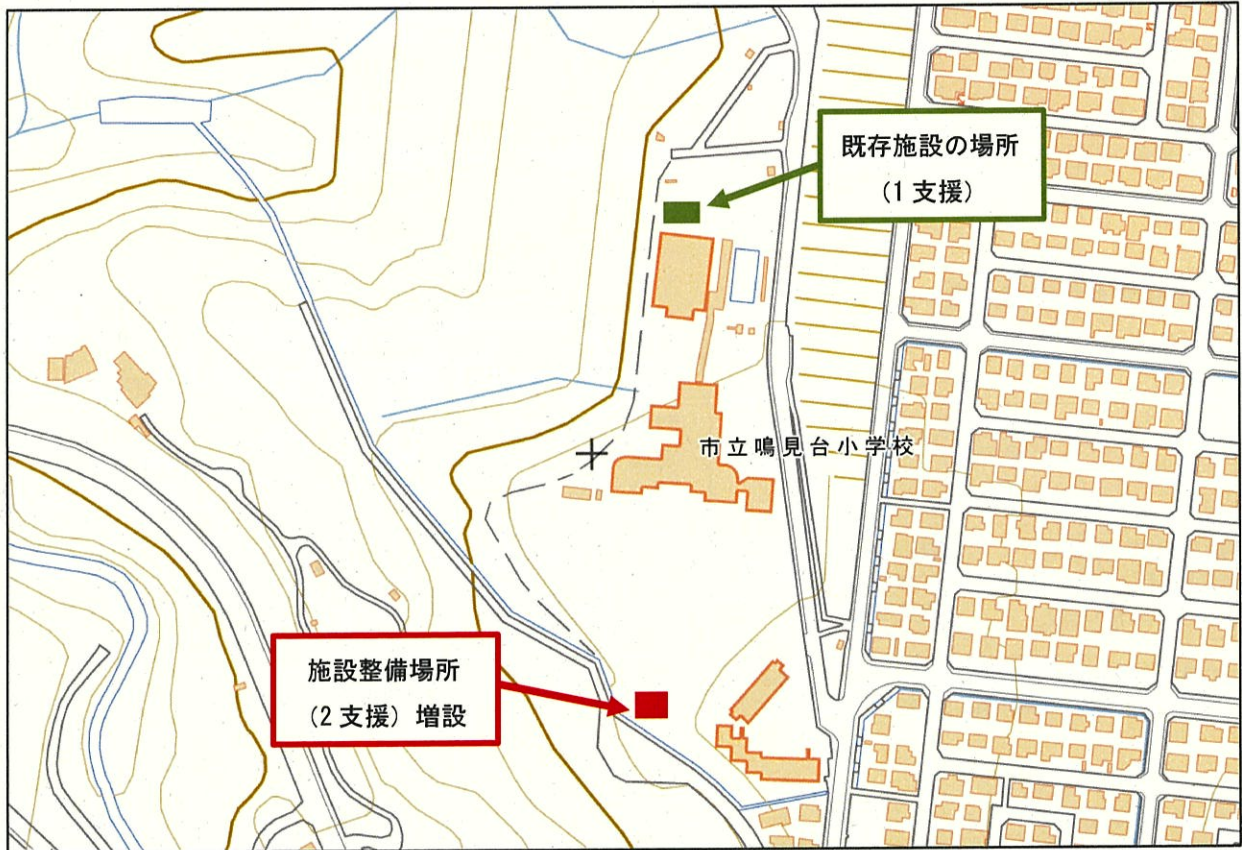 既存施設の場所
(1支援)
市立鳴見台小学校
施設整備場所
(2支援)増設